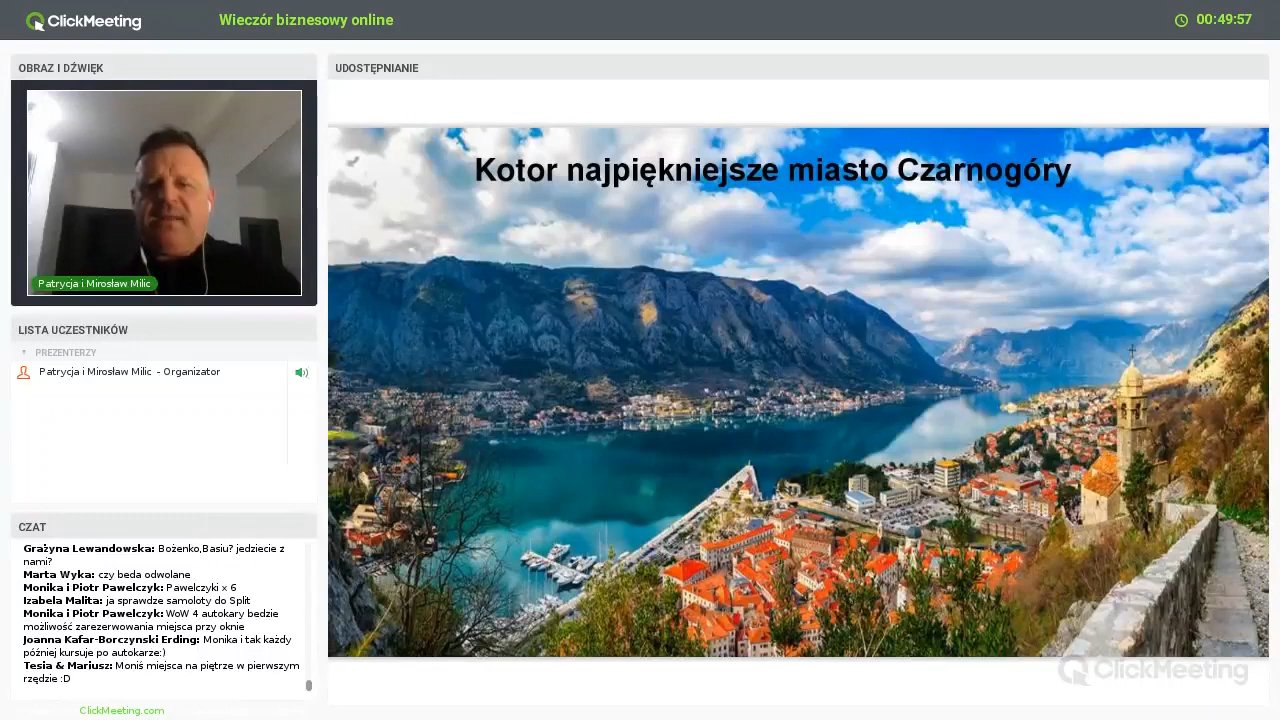 ClickMeeting
Wieczór biznesowy online
00:49:57
OBRAZ I DŹWIĘK
Patrycja i Mirosław Milic
LISTA UCZESTNIKÓW
PREZENTERZY
Patrycja i Mirosław Milic - Organizator
CZAT
Grażyna Lewandowska: Bożenko,Basiu? jedziecie z
nami?
Marta Wyka: czy beda odwolane
Monika i Piotr Pawelczyk: Pawelczyki x 6
Izabela Malita: ja sprawdze samoloty do Split
Monika i Piotr Pawelczyk: WoW 4 autokary bedzie
możliwość zarezerwowania miejsca przy oknie
Joanna Kafar-Borczynski Erding: Monika i tak każdy
póżniej kursuje po autokarze:)
Tesia & Mariusz: Moniś miejsca na piętrze w pierwszym
rzędzie :D
ClickMeeting.com
UDOSTĘPNIANIE
Kotor najpiękniejsze miasto Czarnogóry
ClickMeeting